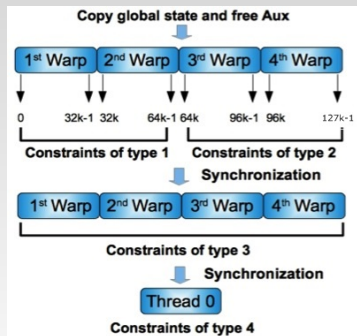 Copy global state and free Aux
1st Warp 2nd Warp 3rd Warp 4th Warp
0 32k-1 32k 64k-1 64k 96k-1 96k 127k-1
Constraints of type 1 Constraints of type 2
Synchronization
1st Warp 2nd Warp 3rd Warp 4th Warp
Constraints of type 3
Synchronization
Thread 0
Constraints of type 4